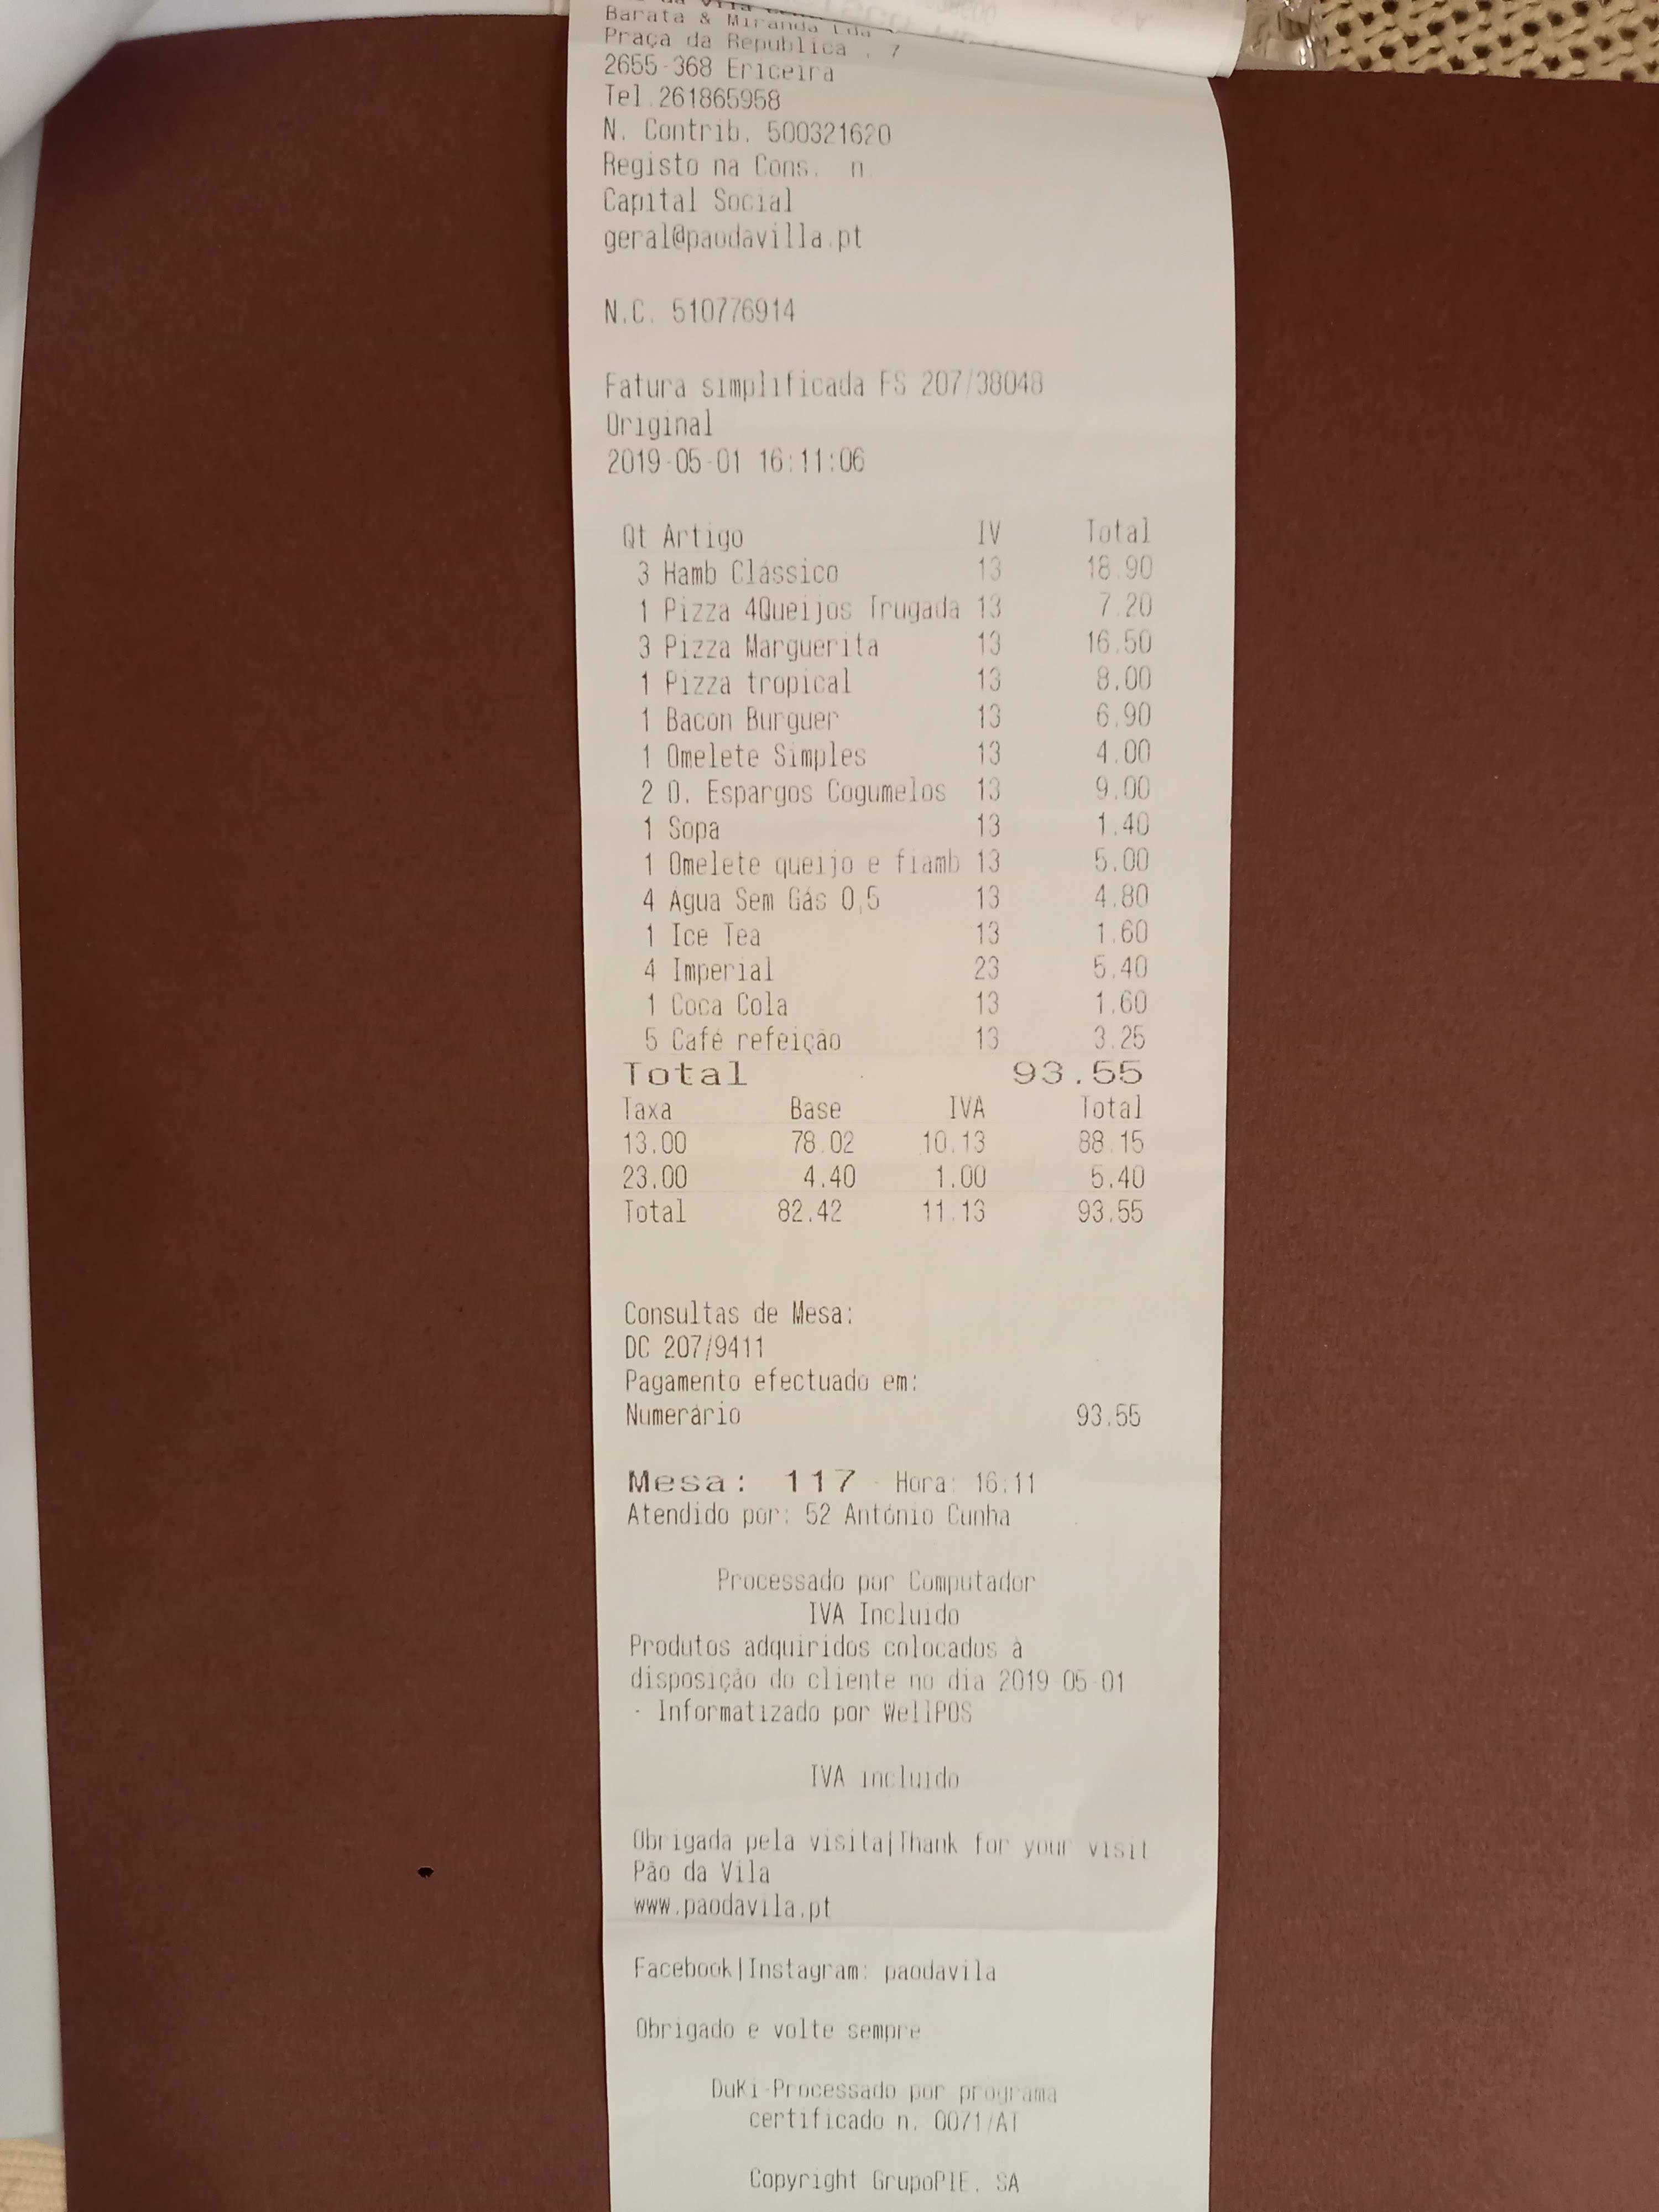 da Vila
Barata & Miranda Lda
Praça da Republica , 7
2655-368 Ericeira
Tel.261865958
N. Contrib. 500321620
Registo na Cons. n.
Capital Social
geral@paodavilla.pt
N.C. 510776914
Fatura simplificada FS 207/38048
Original
2019-05-01 16:11:06
Qt Artigo IV Total
3 Hamb Clássico 13 18.90
1 Pizza 4Queijos Trugada 13 7.20
3 Pizza Marguerita 13 16.50
1 Pizza tropical 13 8.00
1 Bacon Burguer 13 6.90
1 Omelete Simples 13 4.00
2 O. Espargos Cogumelos 13 9.00
1 Sopa 13 1.40
1 Omelete queijo e fiamb 13 5.00
4 Agua Sem Gás 0,5 13 4.80
1 Ice Tea 13 1.60
4 Imperial 23 5.40
1 Coca Cola 13 1.60
5 Café refeição 13 3.25
Total 93.55
Taxa Base IVA Total
13.00 78.02 10.13 88.15
23.00 4.40 1.00 5.40
Total 82.42 11.13 93.55
Consultas de Mesa:
DC 207/9411
Pagamento efectuado em:
Numerário 93.55
Mesa: 117 - Hora: 16:11
Atendido por: 52 António Cunha
Processado por Computador
IVA Incluido
Produtos adquiridos colocados à
disposição do cliente no dia 2019-05-01
- Informatizado por WellPOS
IVA incluido
Obrigada pela visita|Thank for your visit
Pão da Vila
www.paodavila.pt
Facebook|Instagram: paodavila
Obrigado e volte sempre
DuKi-Processado por programa
certificado n. 0071/AT
Copyright GrupoPIE, SA